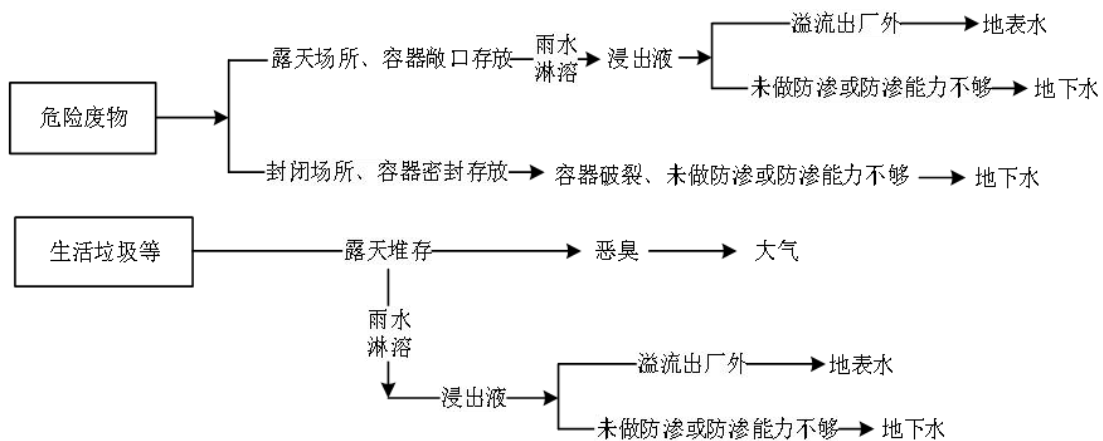 溢流出厂外
地表水
露天场所、容器敞口存放
雨水
淋溶
浸出液
未做防渗或防渗能力不够
地下水
危险废物
封闭场所、容器密封存放
容器破裂、未做防渗或防渗能力不够
地下水
生活垃圾等
露天堆存
恶臭
大气
雨水
淋溶
浸出液
溢流出厂外
地表水
未做防渗或防渗能力不够
地下水